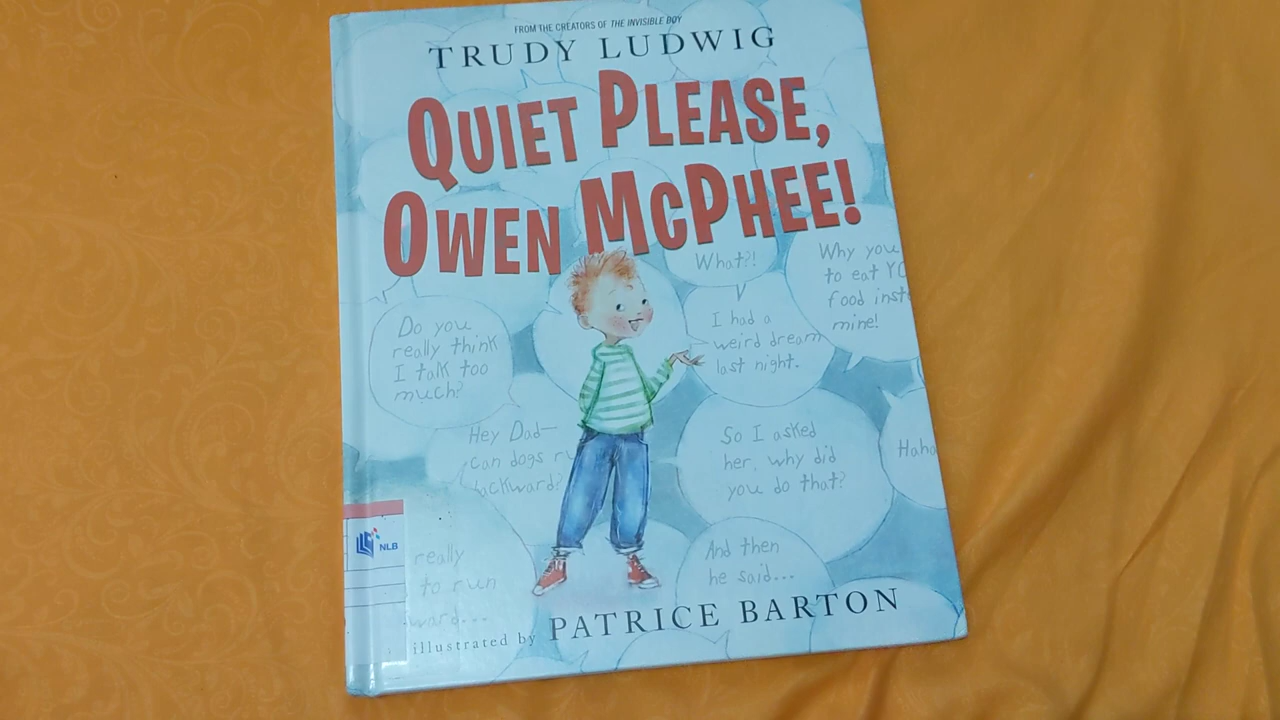 FROM THE CREATORS OF THE INVISIBLE BOY
TRUDY LUDWIG
QUIET PLEASE,
OWEN MCPHEE!
What?!
Why you
to eat YO
food inst
mine!
Do you
really think
I talk too
much?
I had a
weird dream
last night.
Hey Dad—
can dogs ru
backward?
So I asked
her, why did
you do that?
Haha
really
to run
ward...
And then
he said...
NLB
illustrated by PATRICE BARTON